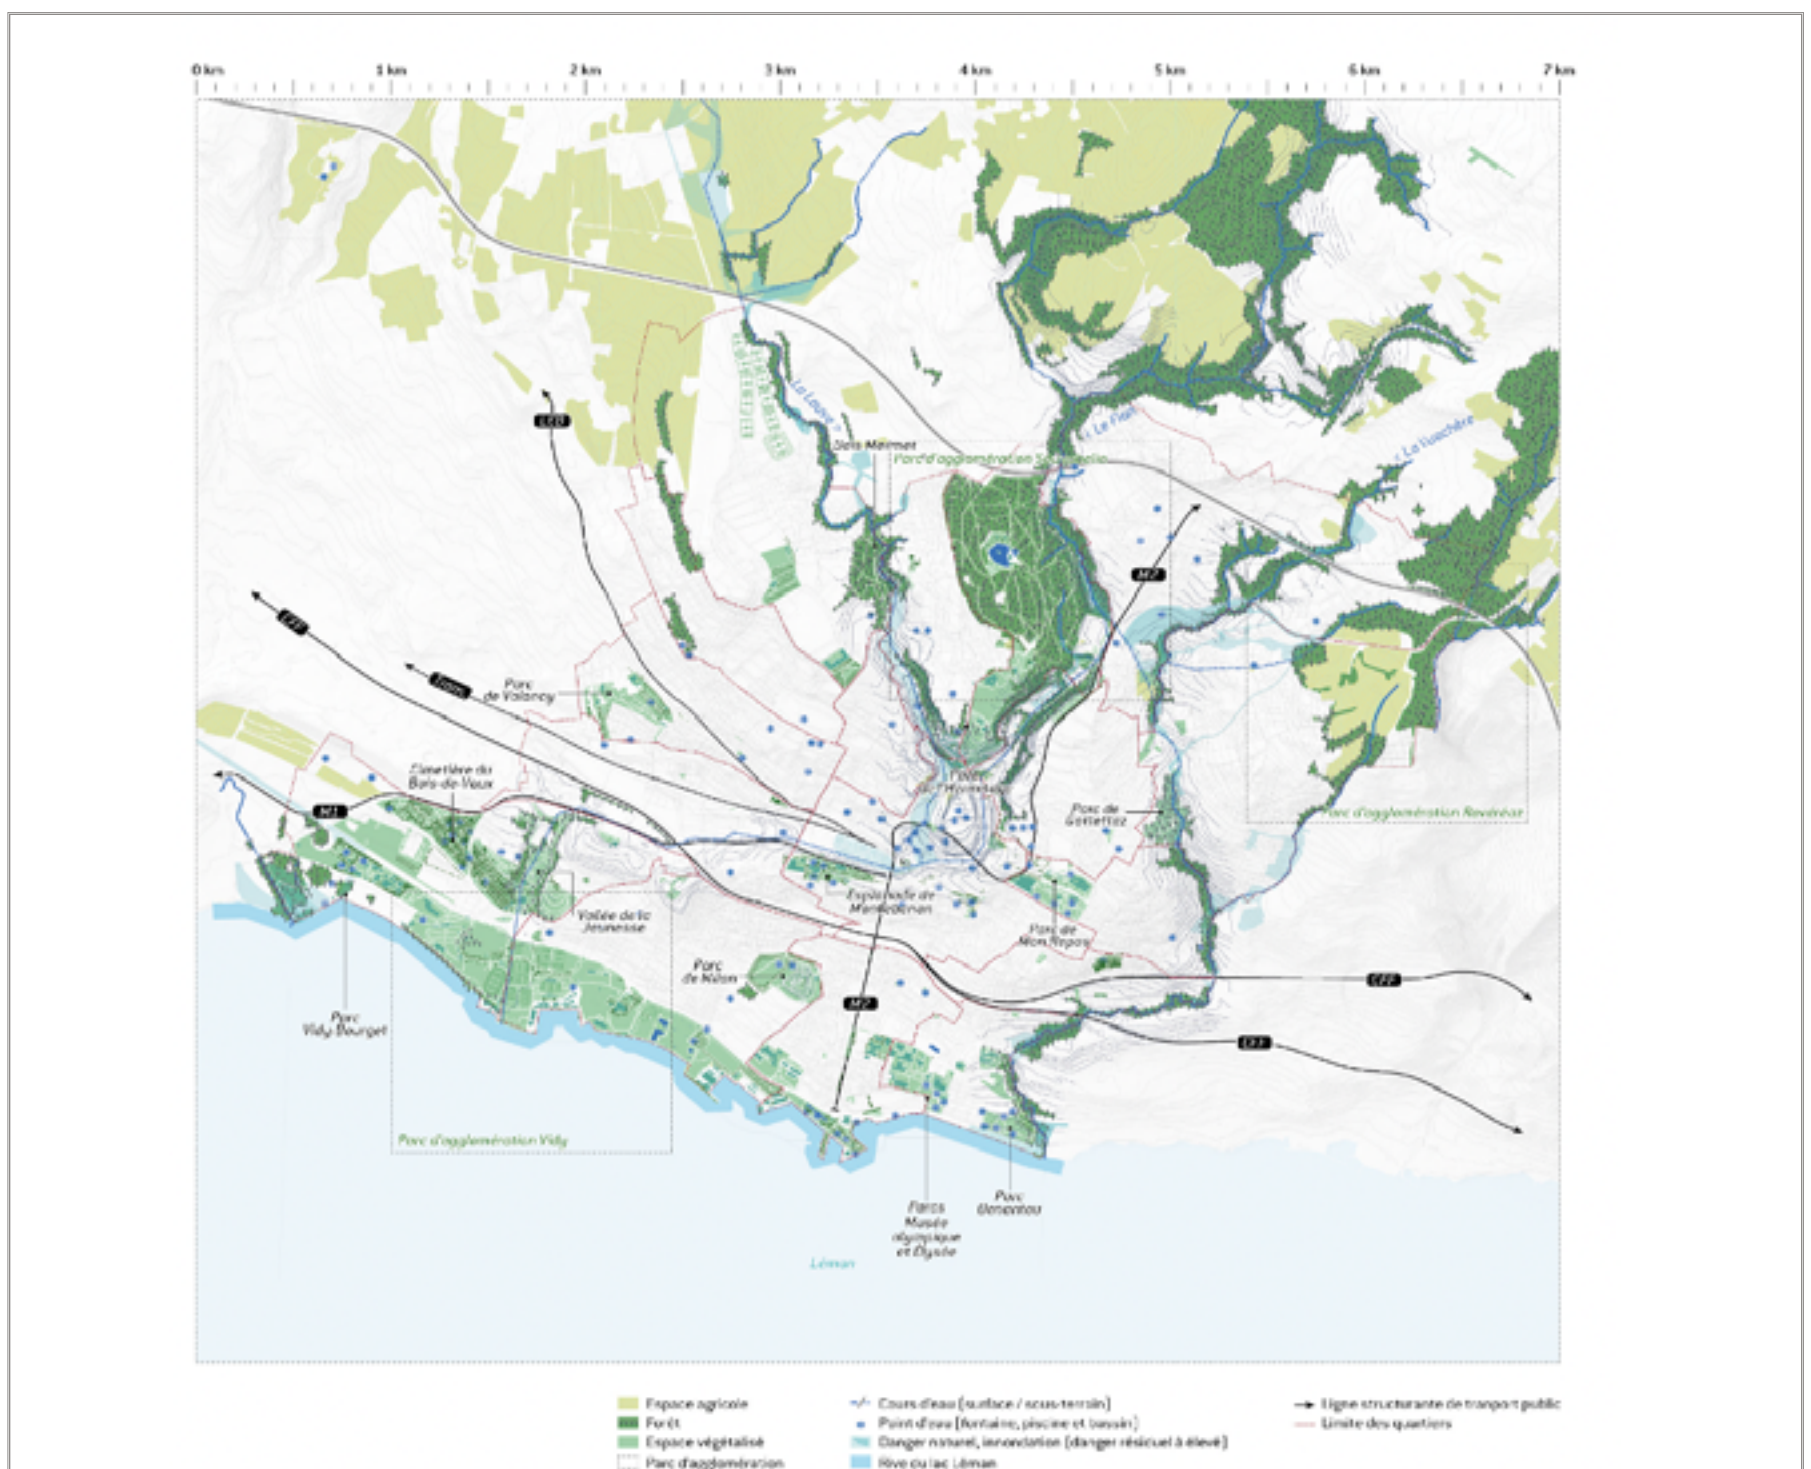 0 km 1 km 2 km 3 km 4 km 5 km 6 km 7 km
LEB
La Louve >
< Le Flon
< La Vuachère
Bois Mermet
Parc d'agglomération
M2
CFF
Tram
Parc
de Valency
Cimetière du
Bois-de-Vaux
M1
Parc de
Parc d'agglomération Rovéréaz
Esplanade de
Montbenon
Vallée de la
Jeunesse
Parc de
Mon Repos
Parc
de Milan
CFF
M2
Parc
Vidy-Bourget
CFF
Parc d'agglomération Vidy
Parc
Denantou
Parcs
Musée
olympique
et Élysée
Léman
Espace agricole
Forêt
Espace végétalisé
Parc d'agglomération
Cours d'eau (surface / sous-terrain)
Point d'eau (fontaine, piscine et bassin)
Danger naturel, innondation (danger résiduel à élevé)
Rive du lac Léman
Ligne structurante de tranport public
Limite des quartiers